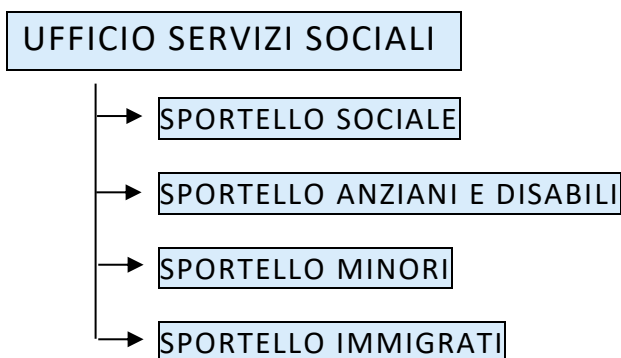 UFFICIO SERVIZI SOCIALI
SPORTELLO SOCIALE
SPORTELLO ANZIANI E DISABILI
SPORTELLO MINORI
SPORTELLO IMMIGRATI